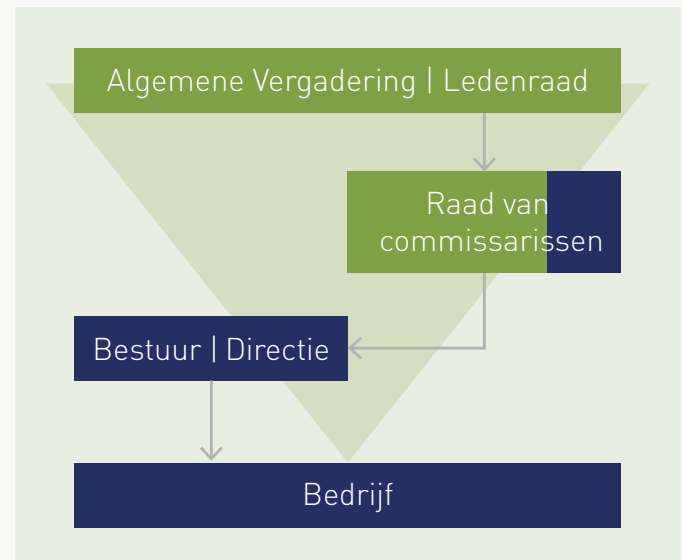 Algemene Vergadering | Ledenraad
Raad van
commissarissen
Bestuur | Directie
Bedrijf